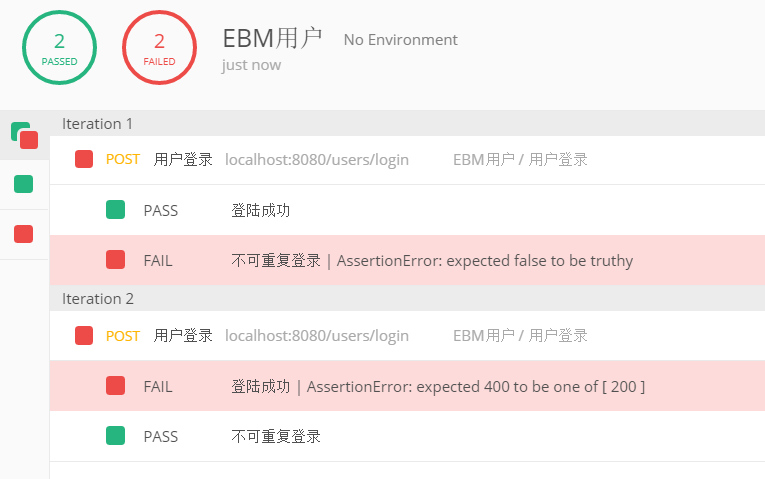 2
PASSED
2
FAILED
EBM用户 No Environment
just now
Iteration 1
POST 用户登录 localhost:8080/users/login EBM用户 / 用户登录
PASS 登陆成功
FAIL 不可重复登录 | AssertionError: expected false to be truthy
Iteration 2
POST 用户登录 localhost:8080/users/login EBM用户 / 用户登录
FAIL 登陆成功 | AssertionError: expected 400 to be one of [ 200 ]
PASS 不可重复登录